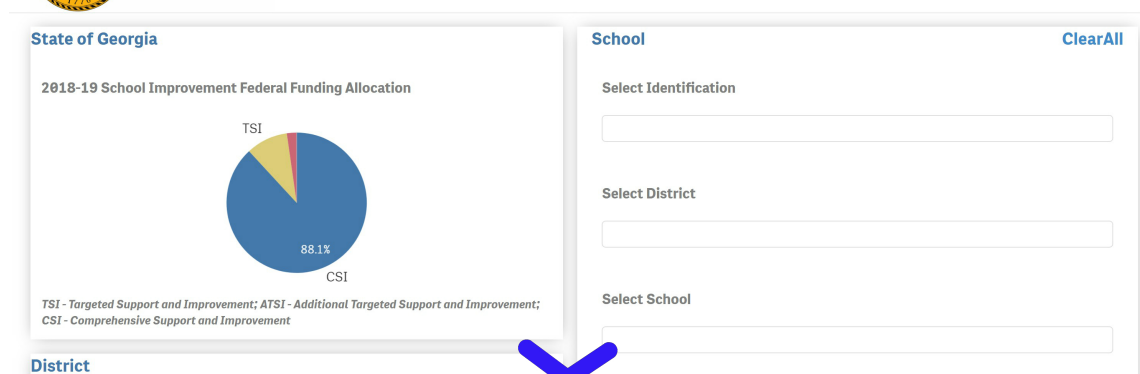 State of Georgia
2018-19 School Improvement Federal Funding Allocation
TSI
88.1%
CSI
TSI - Targeted Support and Improvement; ATSI - Additional Targeted Support and Improvement;
CSI - Comprehensive Support and Improvement
District
School
ClearAll
Select Identification
Select District
Select School